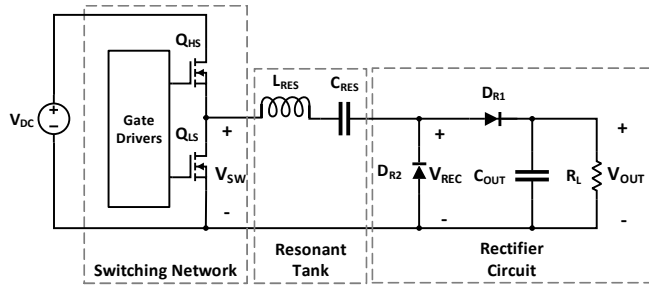 Q_HS
L_RES
C_RES
D_R1
V_DC
Gate
Drivers
Q_LS
+
V_SW
-
+
D_R2
V_REC
-
C_OUT
R_L
+
V_OUT
-
Switching Network
Resonant
Tank
Rectifier
Circuit